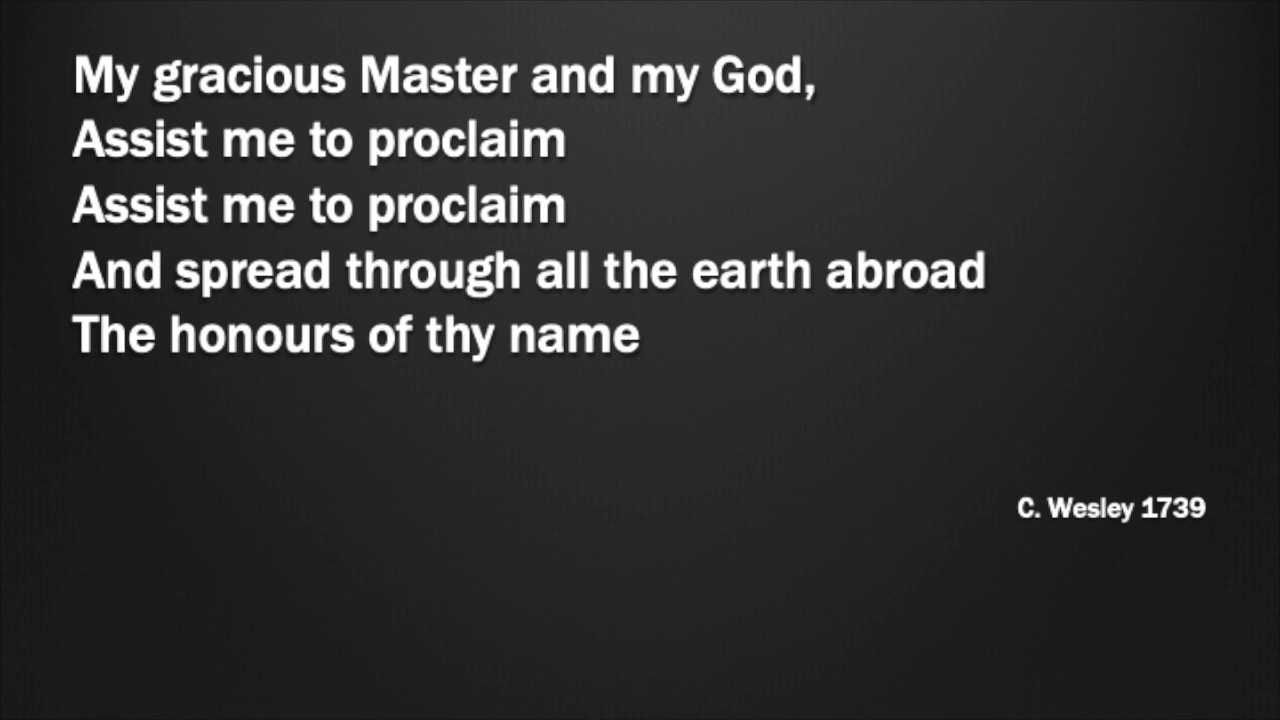 My gracious Master and my God,
Assist me to proclaim
Assist me to proclaim
And spread through all the earth abroad
The honours of thy name
C. Wesley 1739